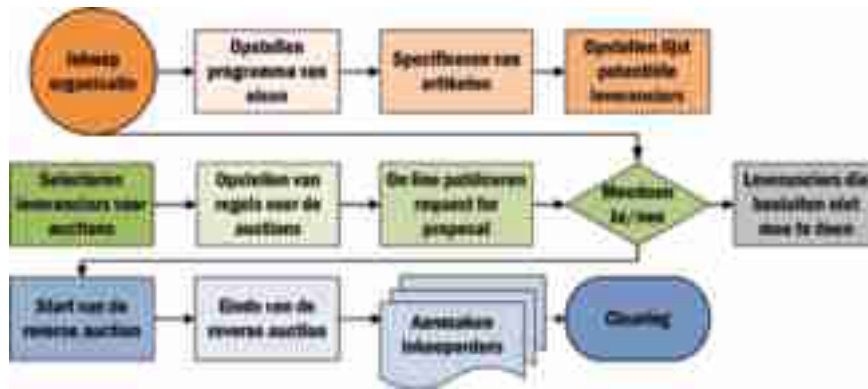 Inkoop
organisatie
Opstellen
programma van
eisen
Specificeren van
artikelen
Opstellen lijst
potentiële
leveranciers
Selecteren
leveranciers voor
auctions
Opstellen van
regels voor de
auctions
On line publiceren
request for
proposal
Meedoen
ja/nee
Leveranciers die
besluiten niet
mee te doen
Start van de
reverse auction
Einde van de
reverse auction
Aanmaken
inkooporders
Clearing